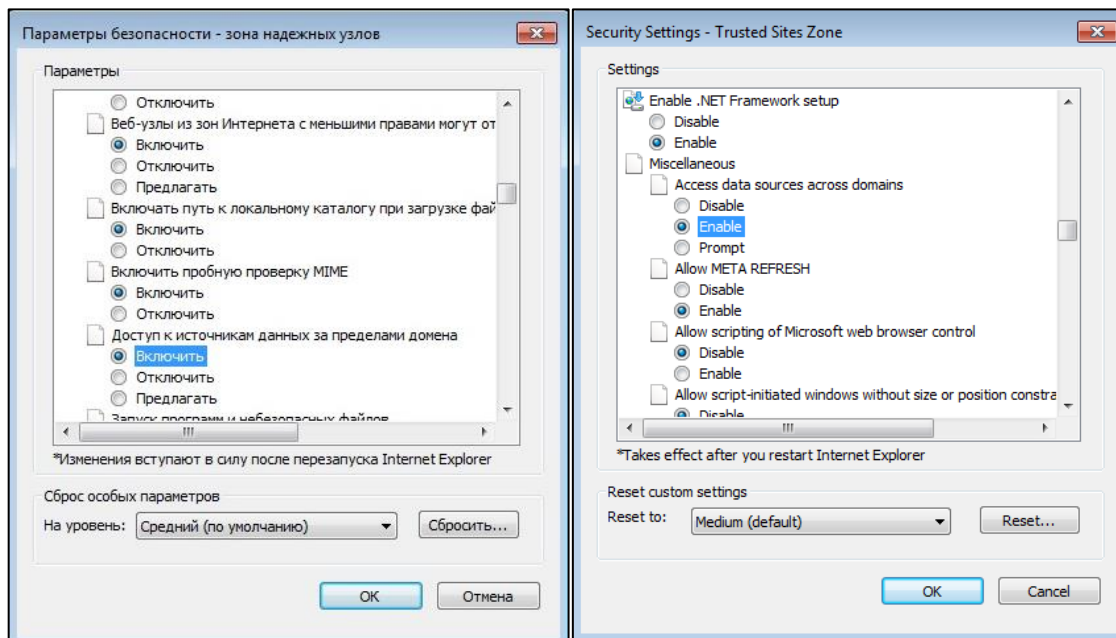 Параметры безопасности - зона надежных узлов
Параметры
Отключить
Веб-узлы из зон Интернета с меньшими правами могут от
Включить
Отключить
Предлагать
Включать путь к локальному каталогу при загрузке фай
Включить
Отключить
Включить пробную проверку MIME
Включить
Отключить
Доступ к источникам данных за пределами домена
Включить
Отключить
Предлагать
Запуск программ и небезопасных файлов
*Изменения вступают в силу после перезапуска Internet Explorer
Сброс особых параметров
На уровень: Средний (по умолчанию) Сбросить...
OK Отмена
Security Settings - Trusted Sites Zone
Settings
Enable .NET Framework setup
Disable
Enable
Miscellaneous
Access data sources across domains
Disable
Enable
Prompt
Allow META REFRESH
Disable
Enable
Allow scripting of Microsoft web browser control
Disable
Enable
Allow script-initiated windows without size or position constra
Disable
*Takes effect after you restart Internet Explorer
Reset custom settings
Reset to: Medium (default) Reset...
OK Cancel